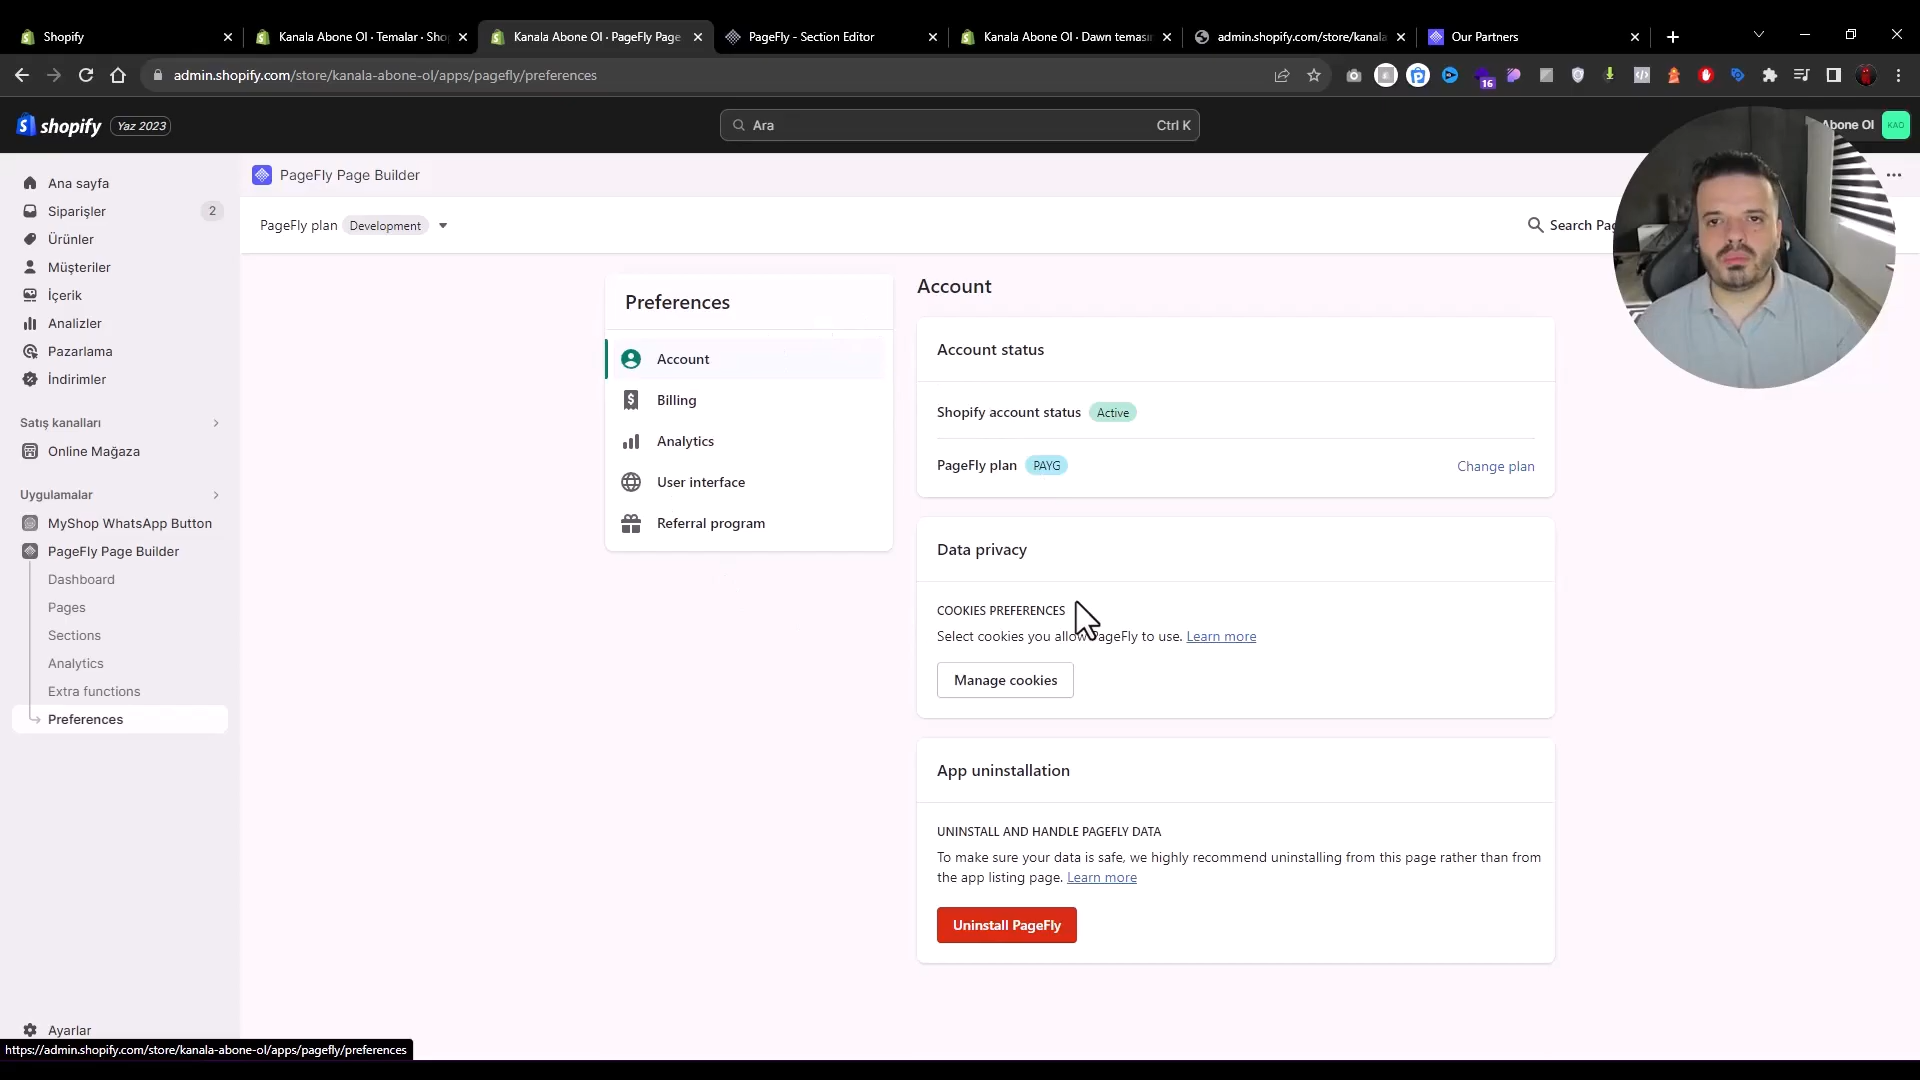 Shopify
Kanala Abone Ol · Temalar · Sho
Kanala Abone Ol · PageFly Page
PageFly - Section Editor
Kanala Abone Ol · Dawn teması
admin.shopify.com/store/kanala
Our Partners
admin.shopify.com/store/kanala-abone-ol/apps/pagefly/preferences
16
shopify
Yaz 2023
Ara
Ctrl K
Abone Ol
KAO
Ana sayfa
Siparişler
2
Ürünler
Müşteriler
İçerik
Analizler
Pazarlama
İndirimler
Satış kanalları
Online Mağaza
Uygulamalar
MyShop WhatsApp Button
PageFly Page Builder
Dashboard
Pages
Sections
Analytics
Extra functions
Preferences
Ayarlar
https://admin.shopify.com/store/kanala-abone-ol/apps/pagefly/preferences
PageFly Page Builder
PageFly plan
Development
Search Pag
Preferences
Account
Billing
Analytics
User interface
Referral program
Account
Account status
Shopify account status
Active
PageFly plan
PAYG
Change plan
Data privacy
COOKIES PREFERENCES
Select cookies you allow PageFly to use. Learn more
Manage cookies
App uninstallation
UNINSTALL AND HANDLE PAGEFLY DATA
To make sure your data is safe, we highly recommend uninstalling from this page rather than from
the app listing page. Learn more
Uninstall PageFly